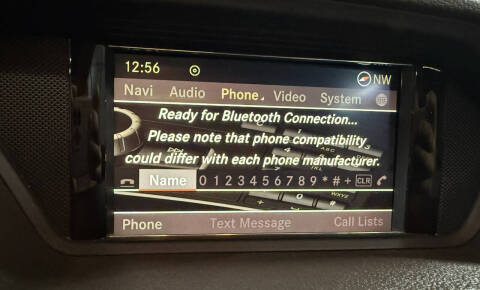 12:56 NW
Navi Audio Phone Video System
Ready for Bluetooth Connection...
Please note that phone compatibility
could differ with each phone manufacturer.
Name 0 1 2 3 4 5 6 7 8 9 * # + CLR
Phone Text Message Call Lists